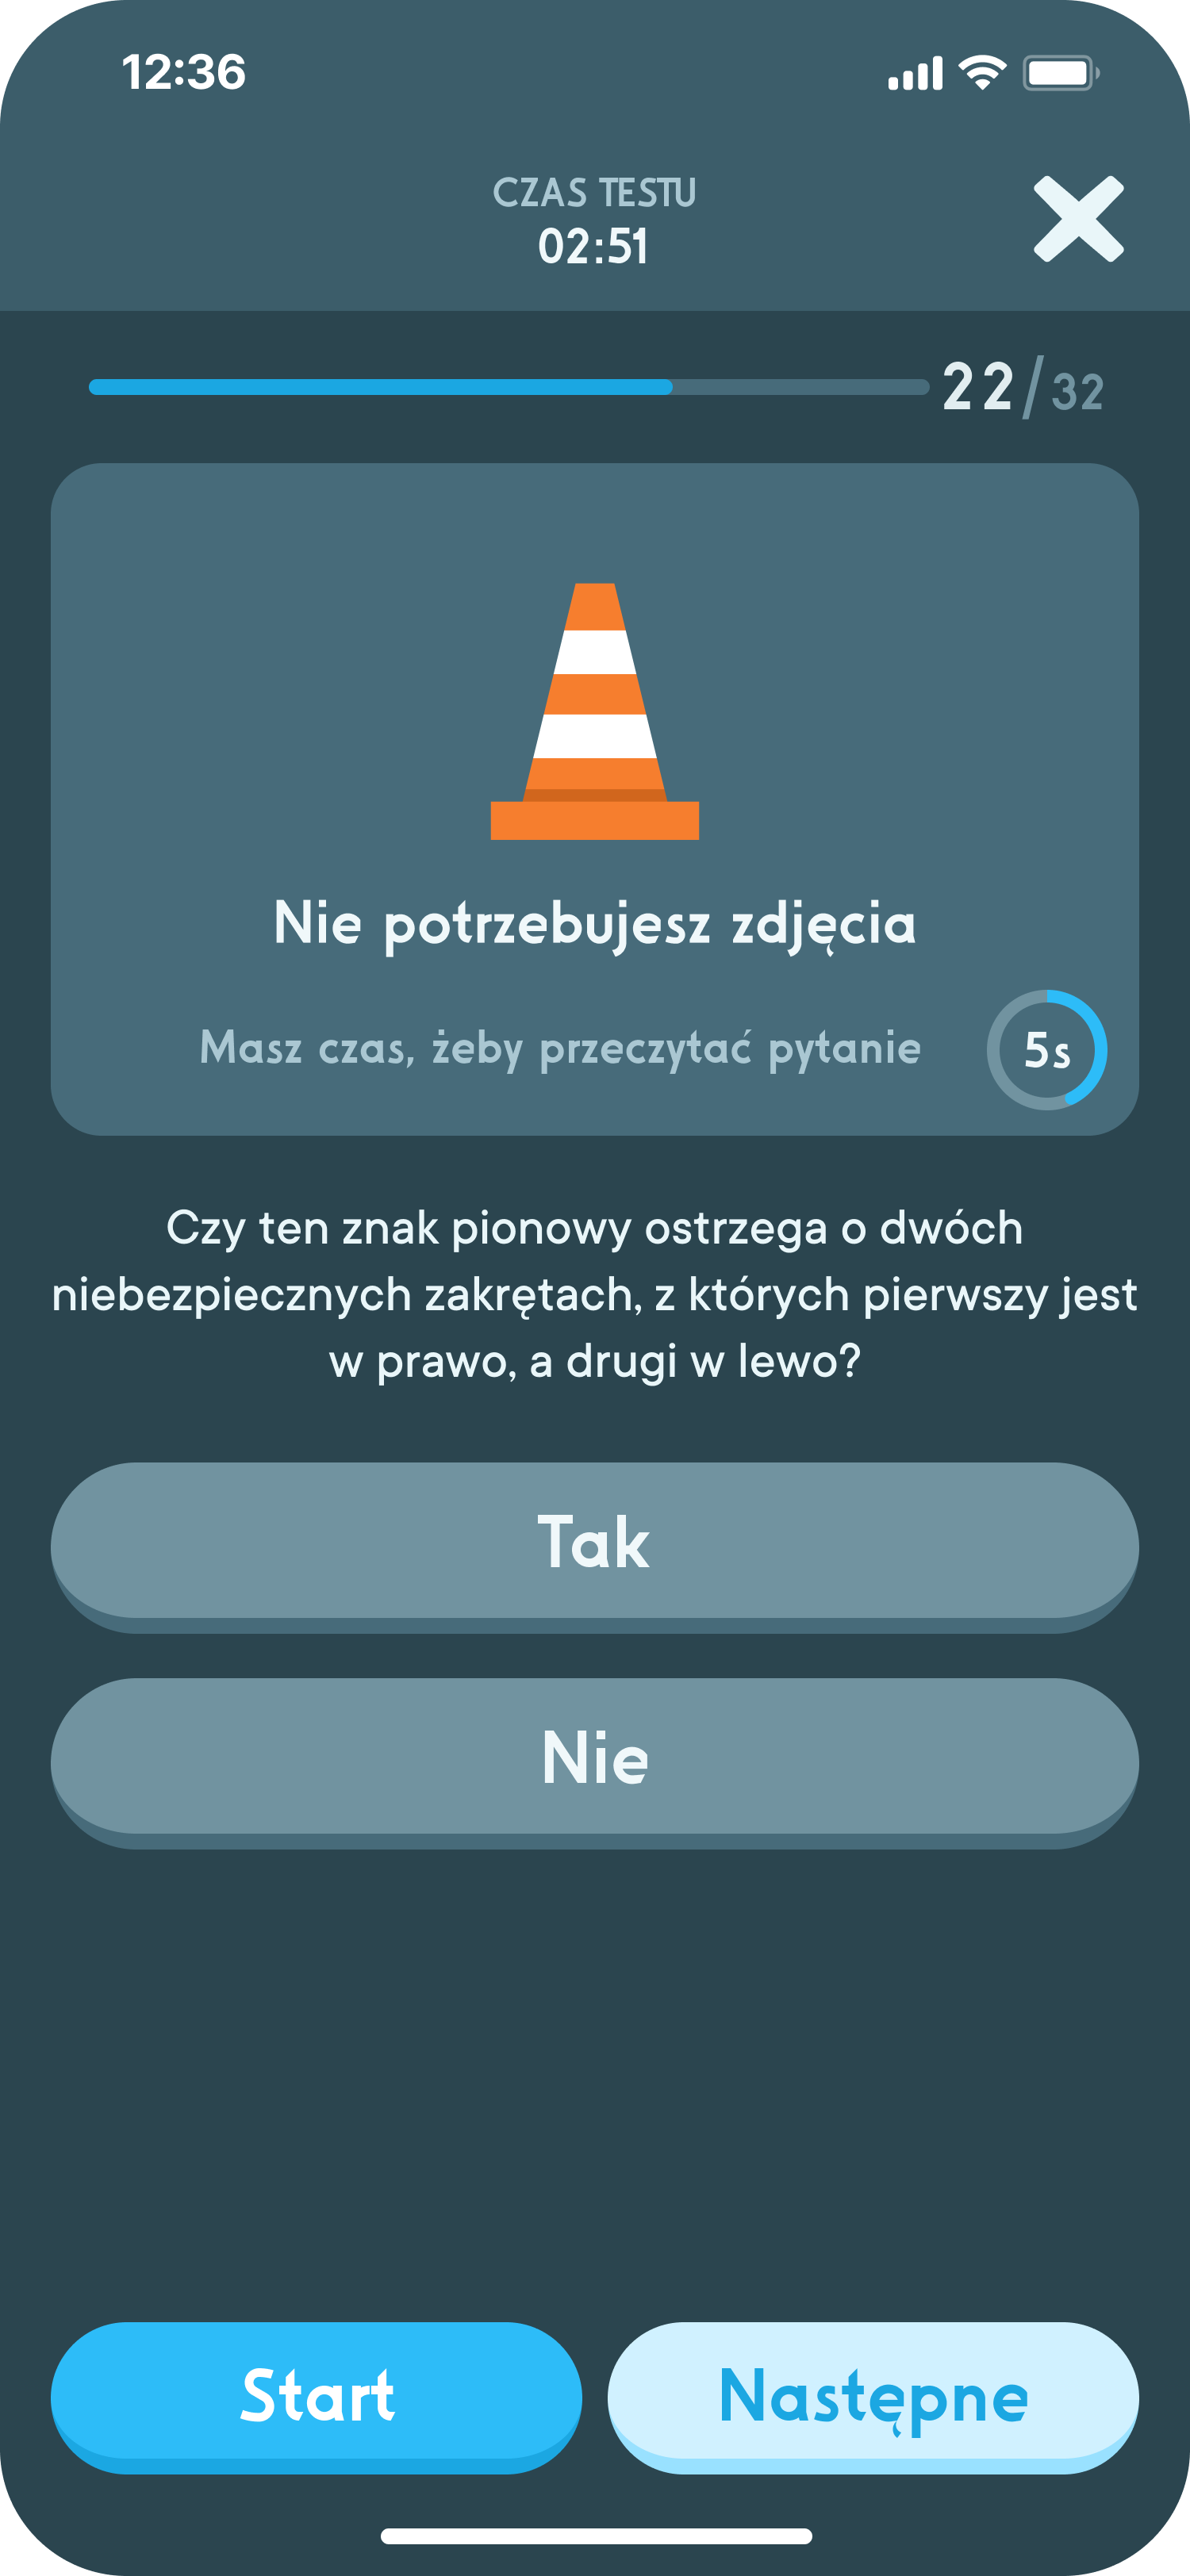 12:36
CZAS TESTU
02:51
22/32
Nie potrzebujesz zdjęcia
Masz czas, żeby przeczytać pytanie
5s
Czy ten znak pionowy ostrzega o dwóch
niebezpiecznych zakrętach, z których pierwszy jest
w prawo, a drugi w lewo?
Tak
Nie
Start
Następne